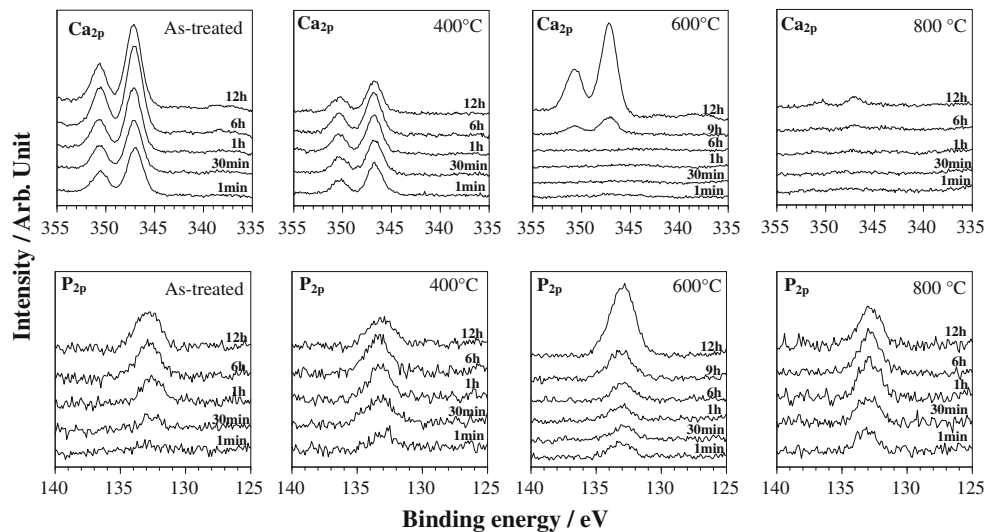 Ca2p As-treated
12h
6h
1h
30min
1min
355 350 345 340 335
Ca2p 400°C
12h
6h
1h
30min
1min
355 350 345 340 335
Ca2p 600°C
12h
9h
6h
1h
30min
1min
355 350 345 340 335
Ca2p 800 °C
12h
6h
1h
30min
1min
355 350 345 340 335
Intensity / Arb. Unit
P2p As-treated
12h
6h
1h
30min
1min
140 135 130 125
P2p 400°C
12h
6h
1h
30min
1min
140 135 130 125
P2p 600°C
12h
9h
6h
1h
30min
1min
140 135 130 125
P2p 800 °C
12h
6h
1h
30min
1min
140 135 130 125
Binding energy / eV